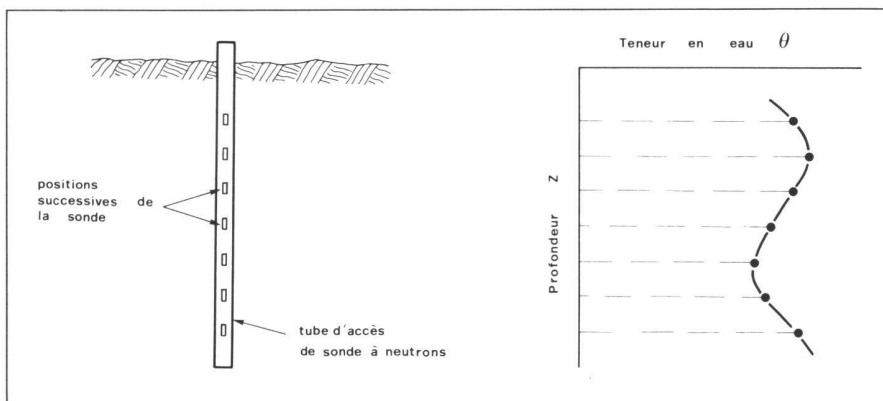 Teneur en eau θ
positions
successives de
la sonde
Profondeur Z
tube d'accès
de sonde à neutrons